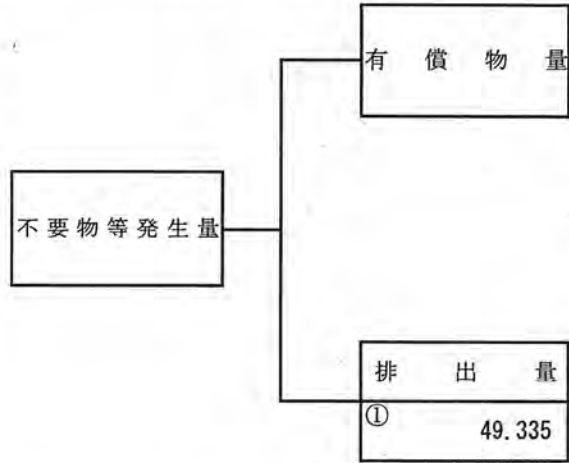 有償物量
不要物等発生量
排出量
①
49.335